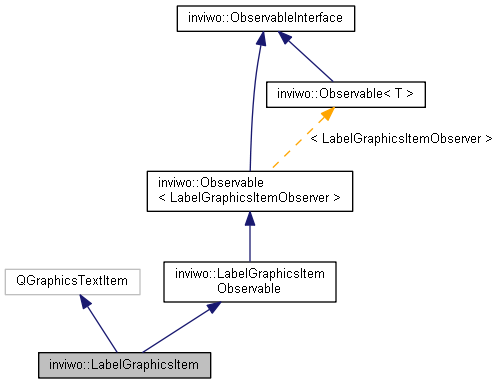 inviwo::ObservableInterface
inviwo::Observable< T >
< LabelGraphicsItemObserver >
inviwo::Observable
< LabelGraphicsItemObserver >
QGraphicsTextItem
inviwo::LabelGraphicsItem
Observable
inviwo::LabelGraphicsItem